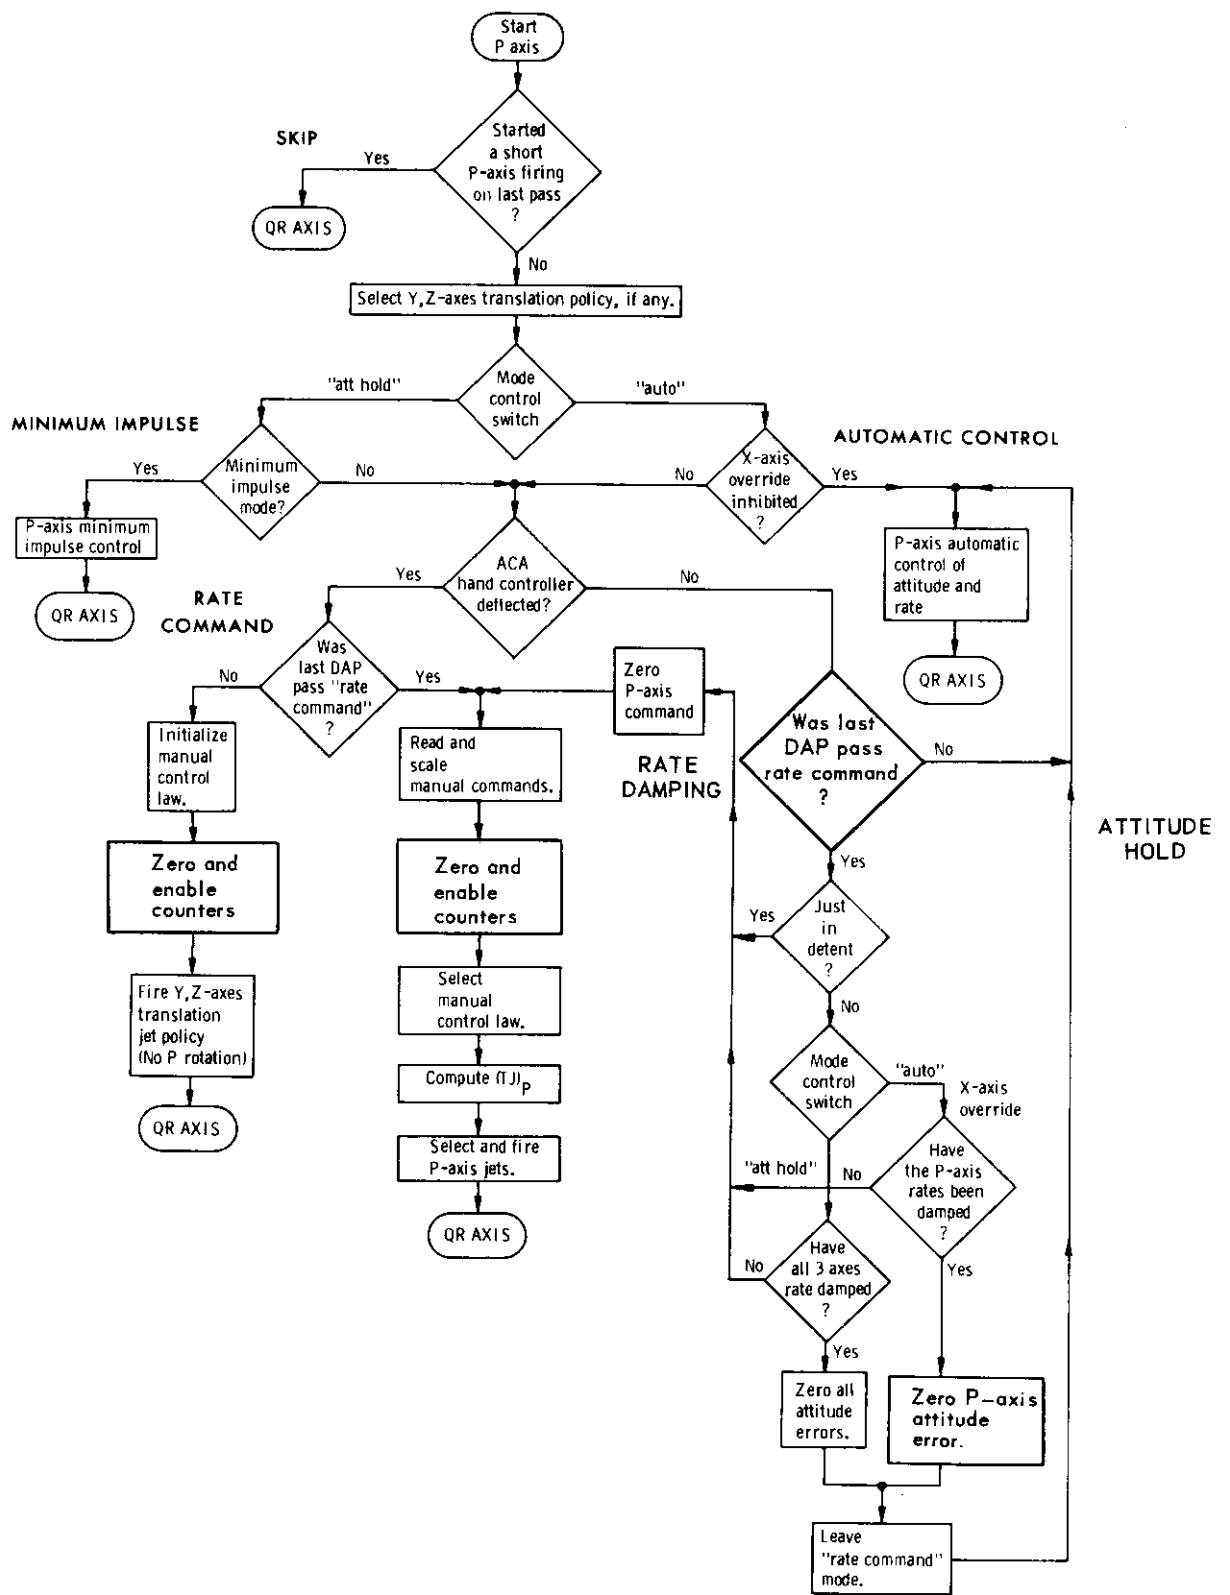 Start
P axis
SKIP
Started
a short
P-axis firing
on last pass
?
Yes
QR AXIS
No
Select Y,Z-axes translation policy, if any.
"att hold"
Mode
control
switch
"auto"
MINIMUM IMPULSE
AUTOMATIC CONTROL
Yes
Minimum
impulse
mode?
No
No
X-axis
override
inhibited
?
Yes
P-axis minimum
impulse control
QR AXIS
P-axis automatic
control of
attitude and
rate
QR AXIS
Yes
ACA
hand controller
deflected?
No
RATE
COMMAND
No
Was
last DAP
pass "rate
command"
?
Yes
Zero
P-axis
command
Was last
DAP pass
rate command
?
No
RATE
DAMPING
ATTITUDE
HOLD
Initialize
manual
control
law.
Read and
scale
manual commands.
Zero and
enable
counters
Zero and
enable
counters
Yes
Yes
Just
in
detent
?
No
Fire Y,Z-axes
translation
jet policy
(No P rotation)
QR AXIS
Select
manual
control law.
Compute (TJ)P
Select and fire
P-axis jets.
QR AXIS
Mode
control
switch
"auto"
X-axis
override
"att hold"
No
Have
the P-axis
rates been
damped
?
Yes
No
Have
all 3 axes
rate damped
?
Yes
Zero all
attitude
errors.
Zero P-axis
attitude
error.
Leave
"rate command"
mode.